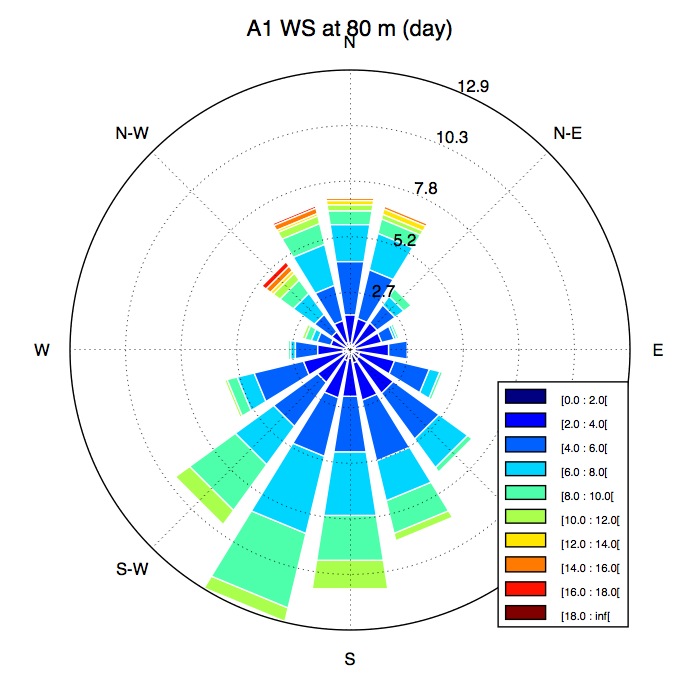 A1 WS at 80 m (day)
N
12.9
N-W
10.3
N-E
7.8
5.2
2.7
W
E
[0.0 : 2.0[
[2.0 : 4.0[
[4.0 : 6.0[
[6.0 : 8.0[
[8.0 : 10.0[
[10.0 : 12.0[
[12.0 : 14.0[
[14.0 : 16.0[
[16.0 : 18.0[
[18.0 : inf[
S-W
S